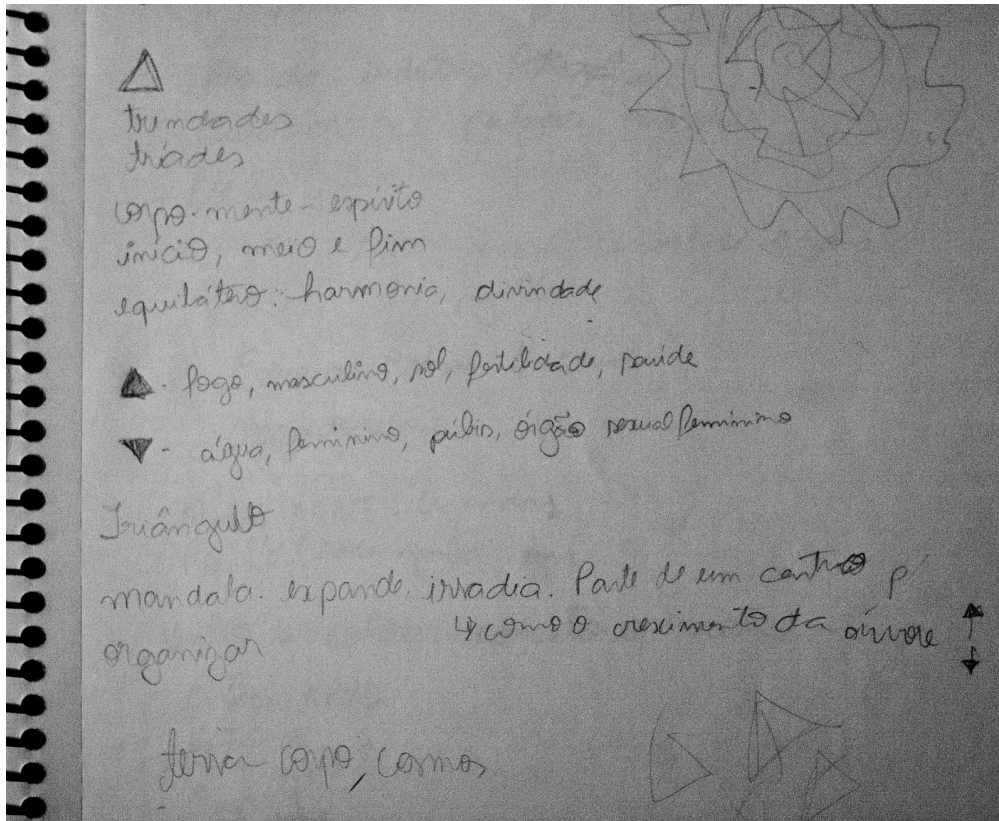 trindades
tríades
corpo-mente-espírito
início, meio e fim
equilátero: harmonia, divindade
- fogo, masculino, sol, fertilidade, saúde
- água, feminino, púbis, órgão sexual feminino
Triângulo
mandala. expande, irradia. Parte de um centro p/
organizar
↳ como o crescimento da árvore
terra corpo, cosmos